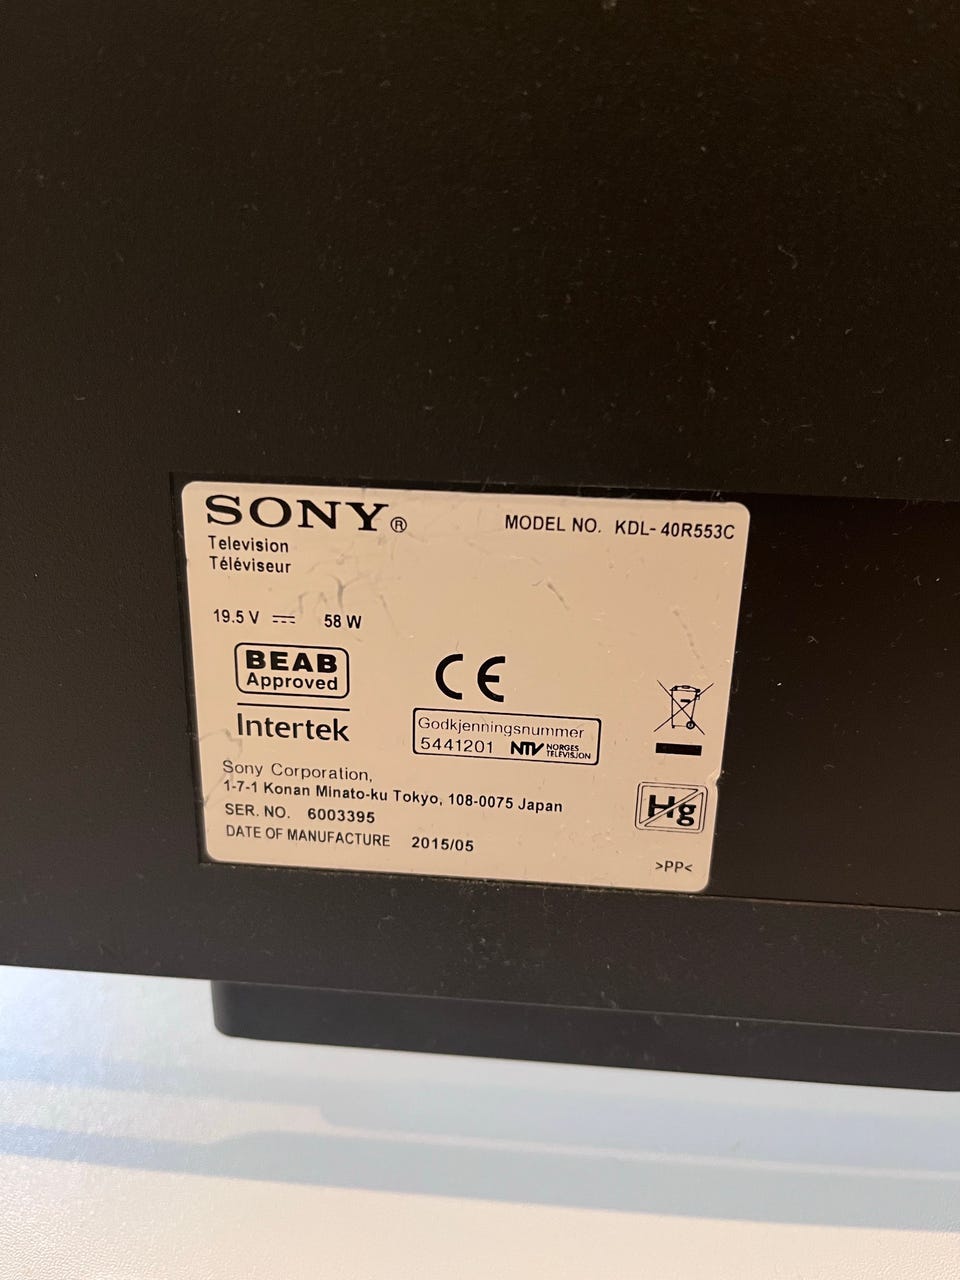 SONY®
MODEL NO. KDL-40R553C
Television
Téléviseur
19.5 V 58 W
BEAB
Approved
Intertek
CE
Godkjenningsnummer
5441201 NTV NORGES
TELEVISJON
Sony Corporation,
1-7-1 Konan Minato-ku Tokyo, 108-0075 Japan
SER. NO. 6003395
DATE OF MANUFACTURE 2015/05
Hg
>PP<